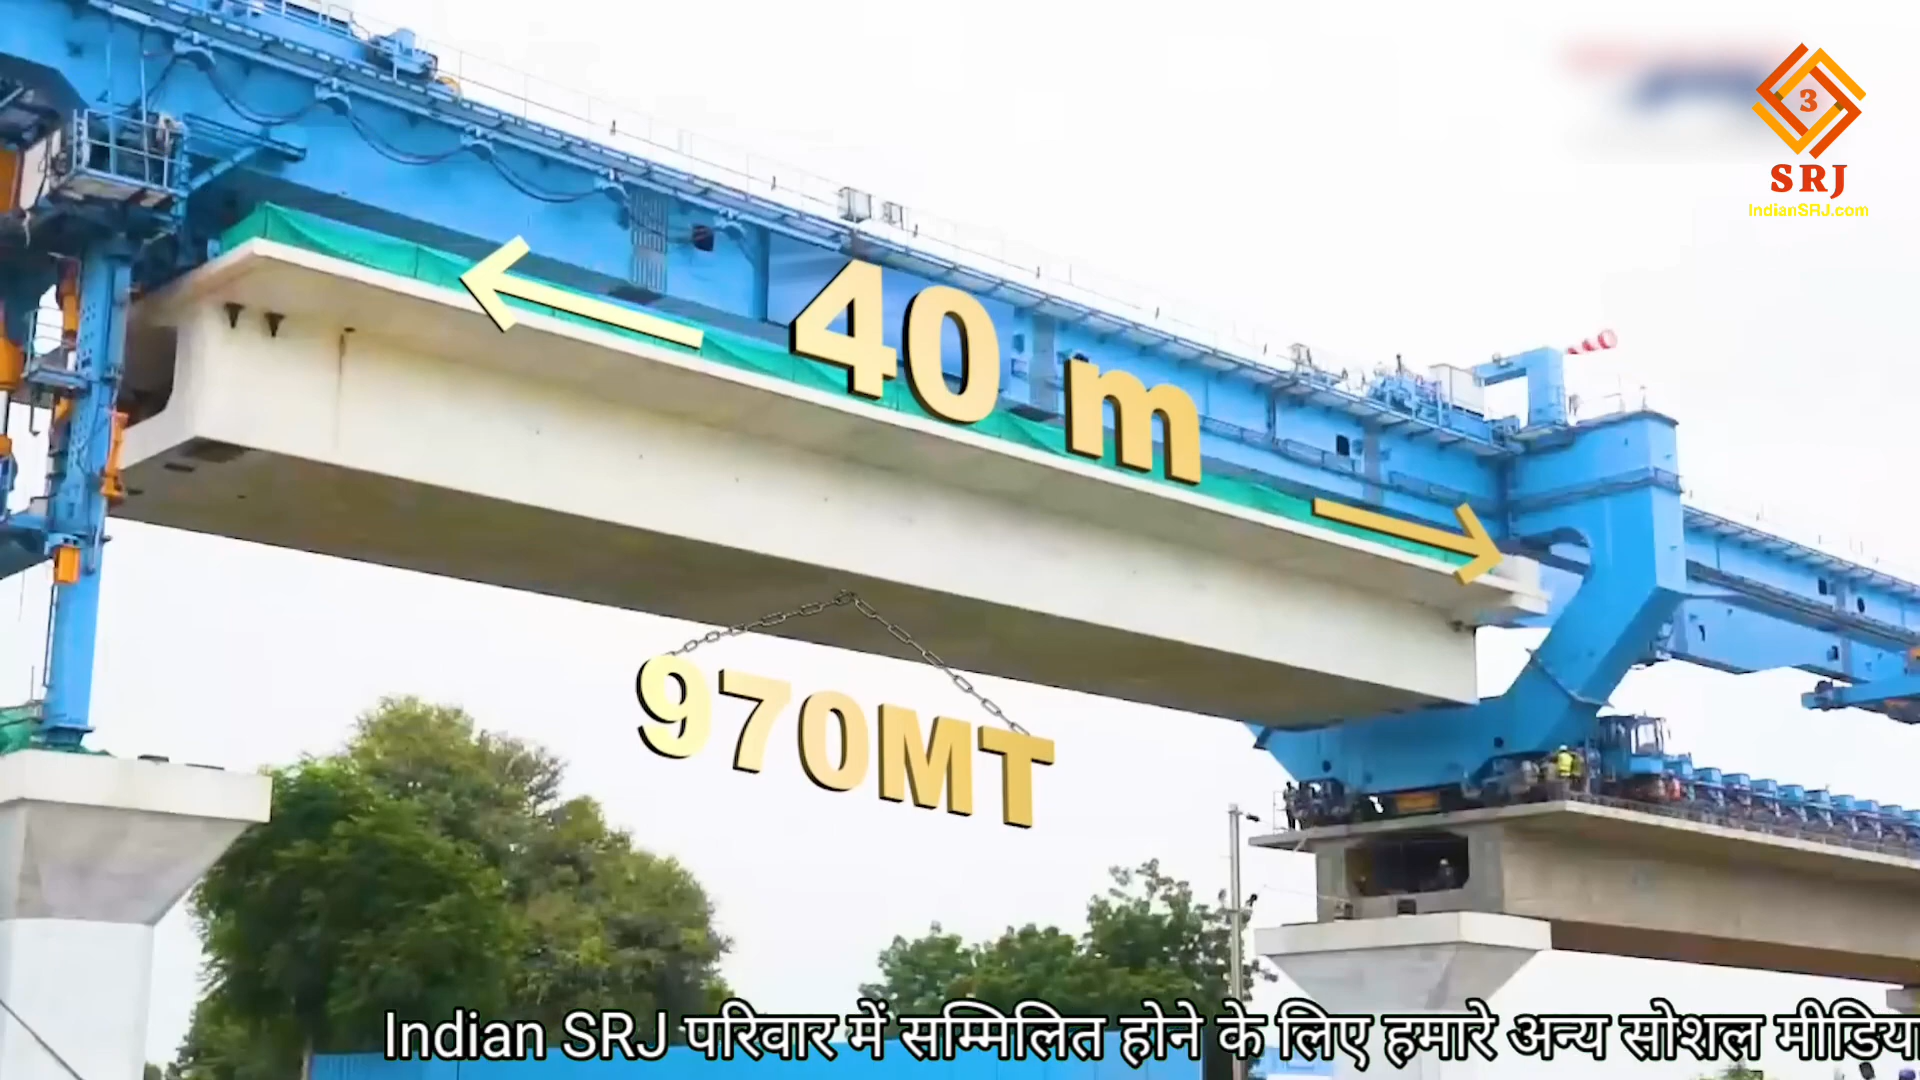 3
SRJ
IndianSRJ.com
40 m
970MT
Indian SRJ परिवार में सम्मिलित होने के लिए हमारे अन्य सोशल मीडिया